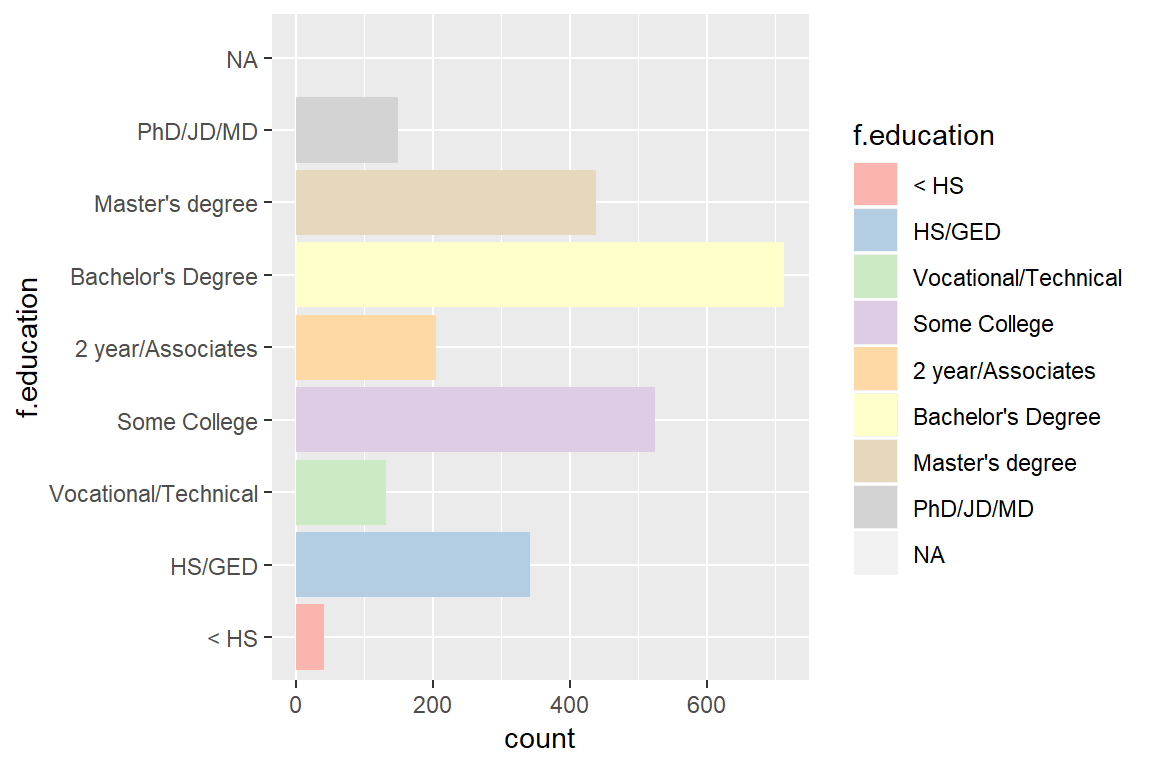 NA
PhD/JD/MD
Master's degree
Bachelor's Degree
2 year/Associates
Some College
Vocational/Technical
HS/GED
< HS
f.education
0 200 400 600
count
f.education
< HS
HS/GED
Vocational/Technical
Some College
2 year/Associates
Bachelor's Degree
Master's degree
PhD/JD/MD
NA